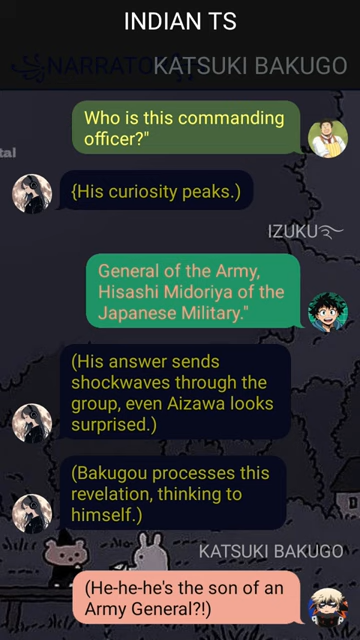 INDIAN TS
NARRATO
KATSUKI BAKUGO
Who is this commanding
officer?"
tal
{His curiosity peaks.)
IZUKU
General of the Army,
Hisashi Midoriya of the
Japanese Military."
(His answer sends
shockwaves through the
group, even Aizawa looks
surprised.)
(Bakugou processes this
revelation, thinking to
himself.)
KATSUKI BAKUGO
(He-he-he's the son of an
Army General?!)